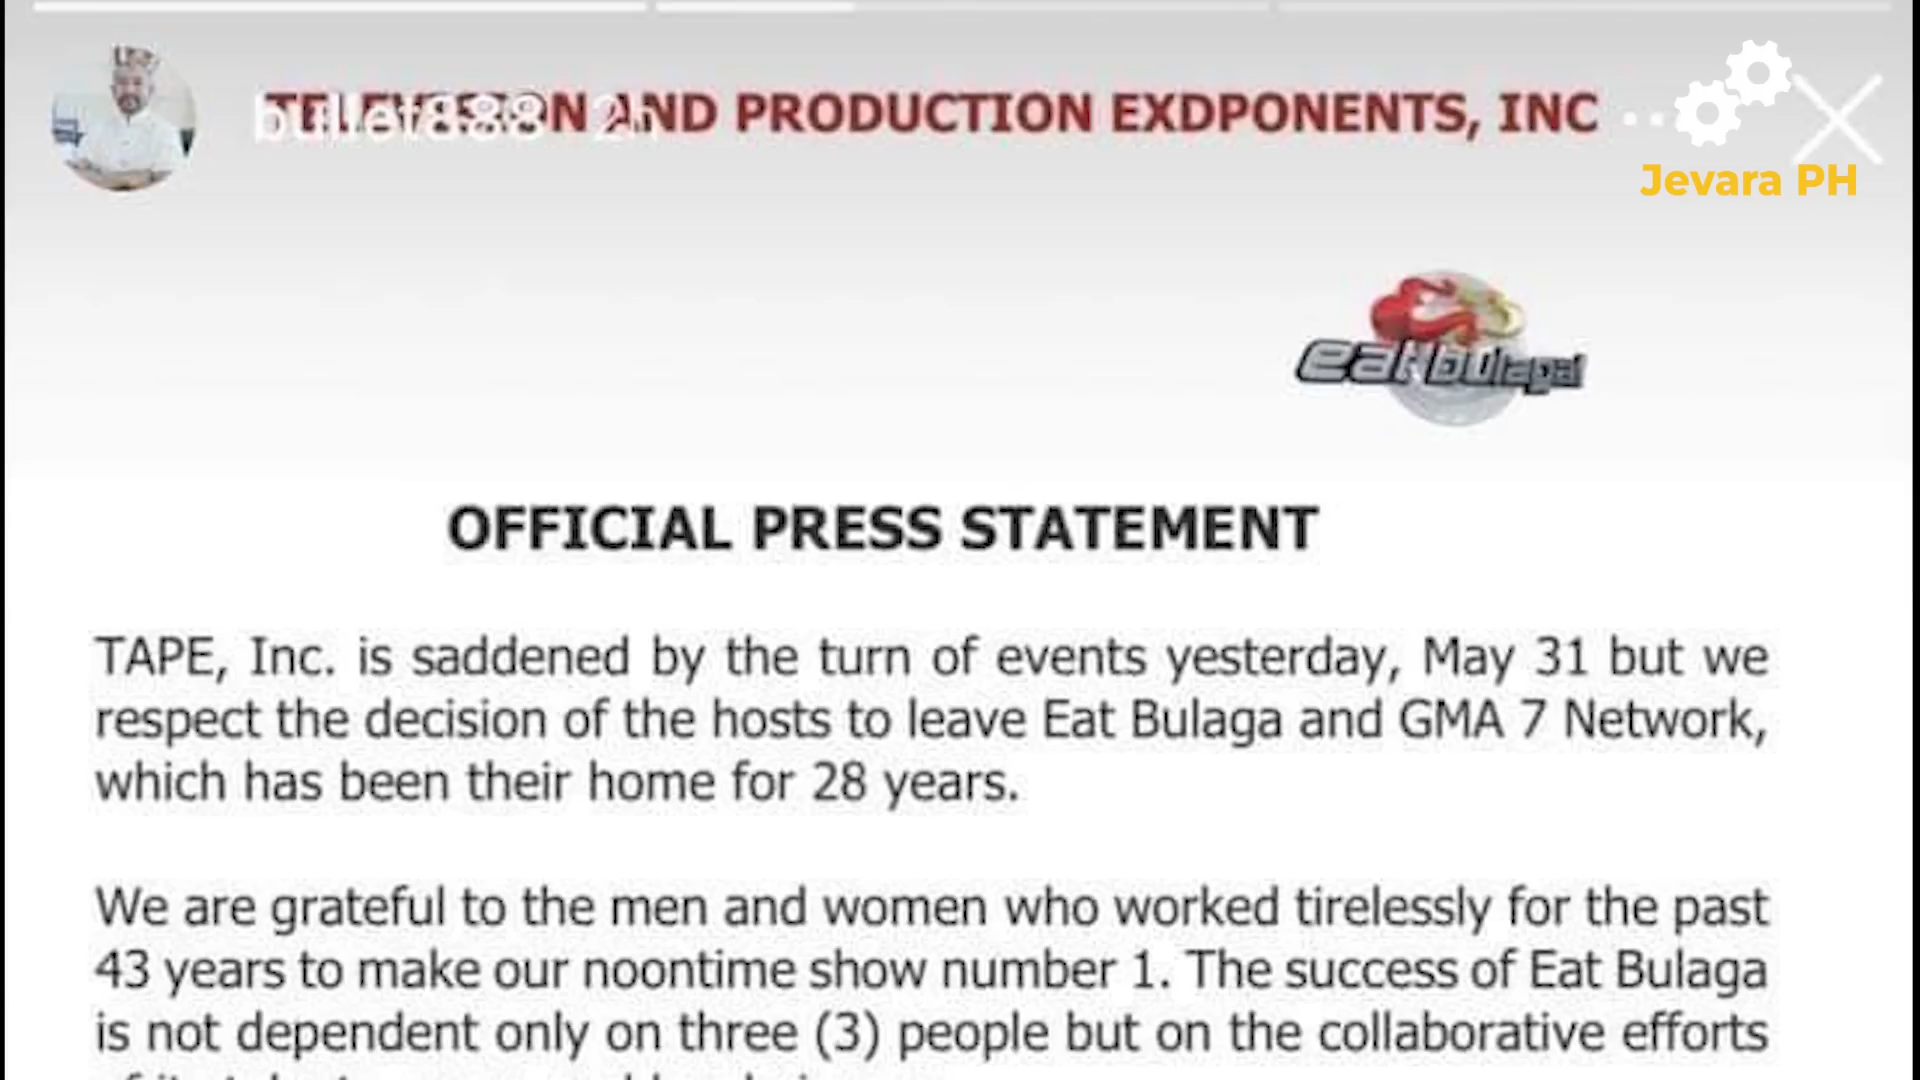 TELEVISION AND PRODUCTION EXDPONENTS, INC
bullet888 2h
Jevara PH
eat bulaga!
OFFICIAL PRESS STATEMENT
TAPE, Inc. is saddened by the turn of events yesterday, May 31 but we
respect the decision of the hosts to leave Eat Bulaga and GMA 7 Network,
which has been their home for 28 years.
We are grateful to the men and women who worked tirelessly for the past
43 years to make our noontime show number 1. The success of Eat Bulaga
is not dependent only on three (3) people but on the collaborative efforts